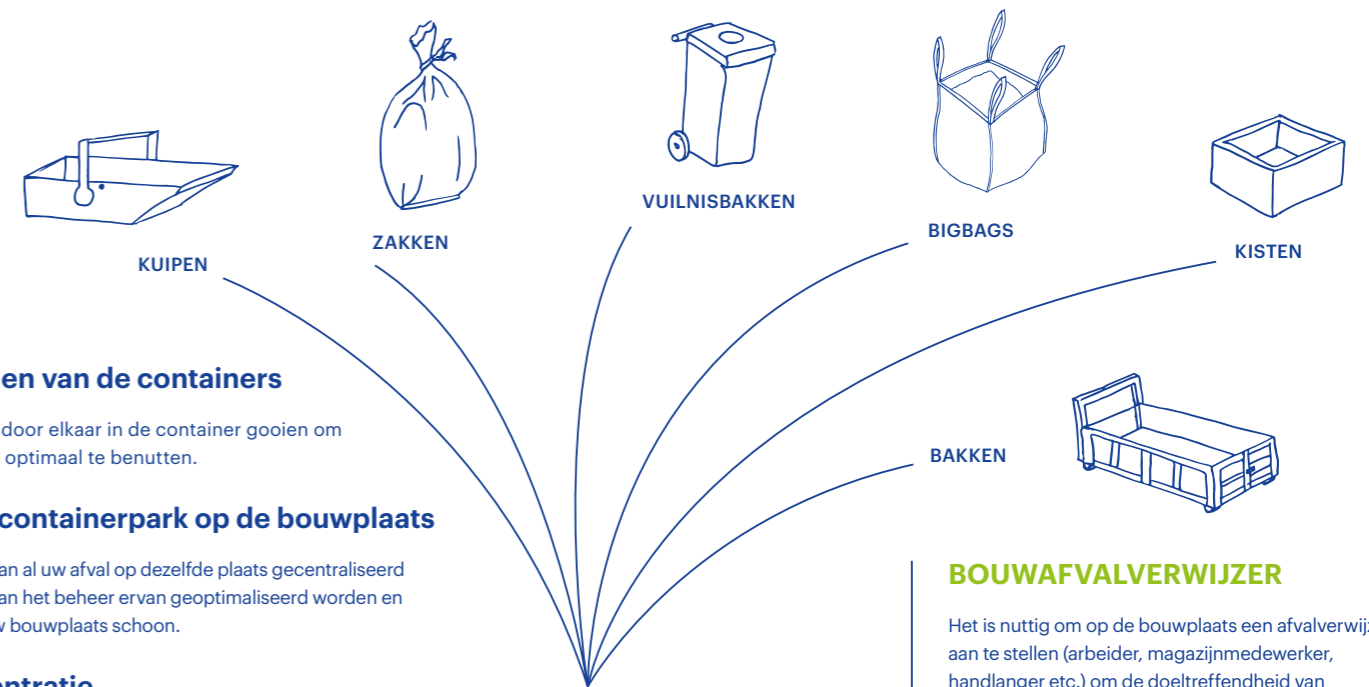 VUILNISBAKKEN
BIGBAGS
ZAKKEN
KISTEN
KUIPEN
en van de containers
door elkaar in de container gooien om
optimaal te benutten.
BAKKEN
containerpark op de bouwplaats
an al uw afval op dezelfde plaats gecentraliseerd
an het beheer ervan geoptimaliseerd worden en
w bouwplaats schoon.
ntratie
BOUWAFVALVERWIJZER
Het is nuttig om op de bouwplaats een afvalverwijz
aan te stellen (arbeider, magazijnmedewerker,
handlanger etc.) om de doeltreffendheid van